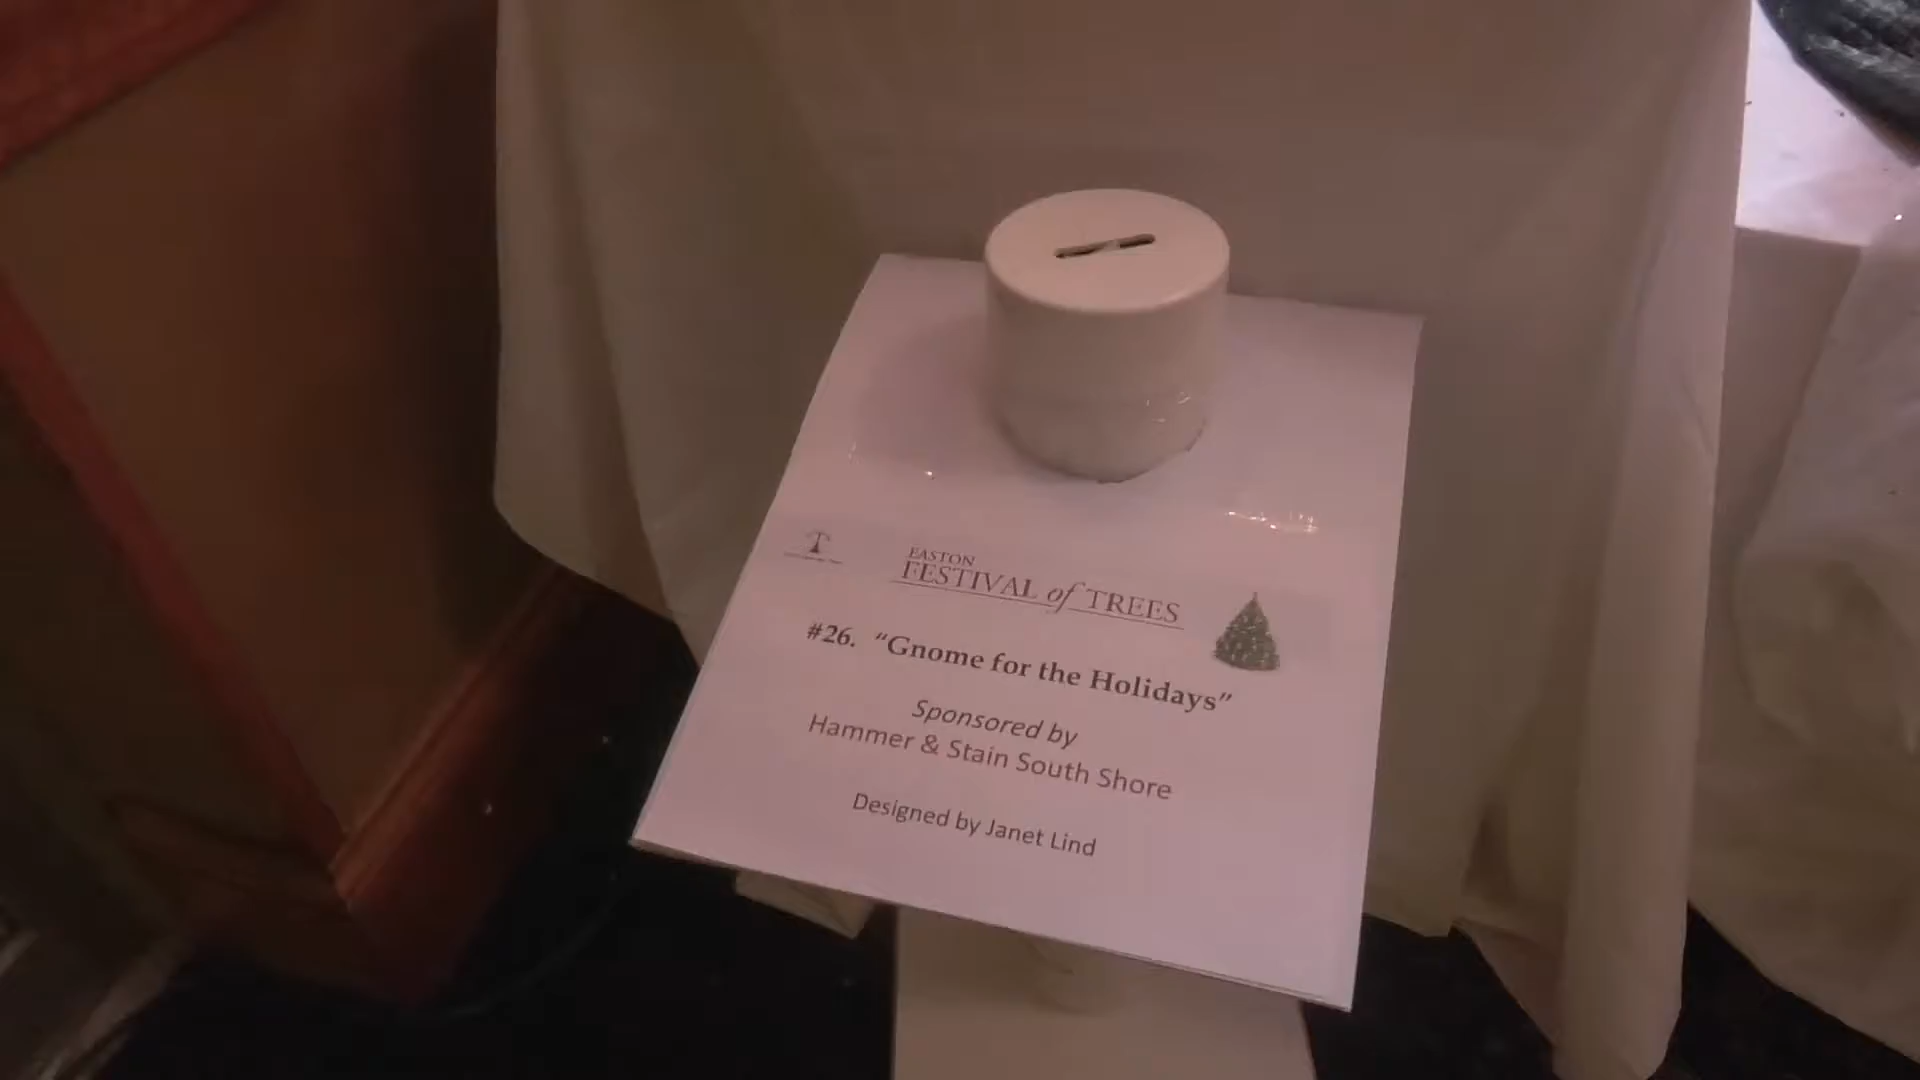 EASTON
FESTIVAL of TREES
#26. "Gnome for the Holidays"
Sponsored by
Hammer & Stain South Shore
Designed by Janet Lind